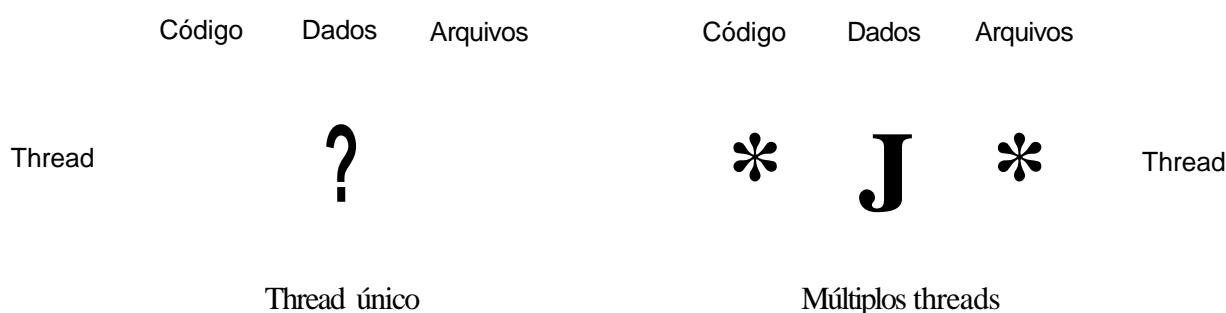 Código Dados Arquivos Código Dados Arquivos
Thread ? * J * Thread
Thread único Múltiplos threads